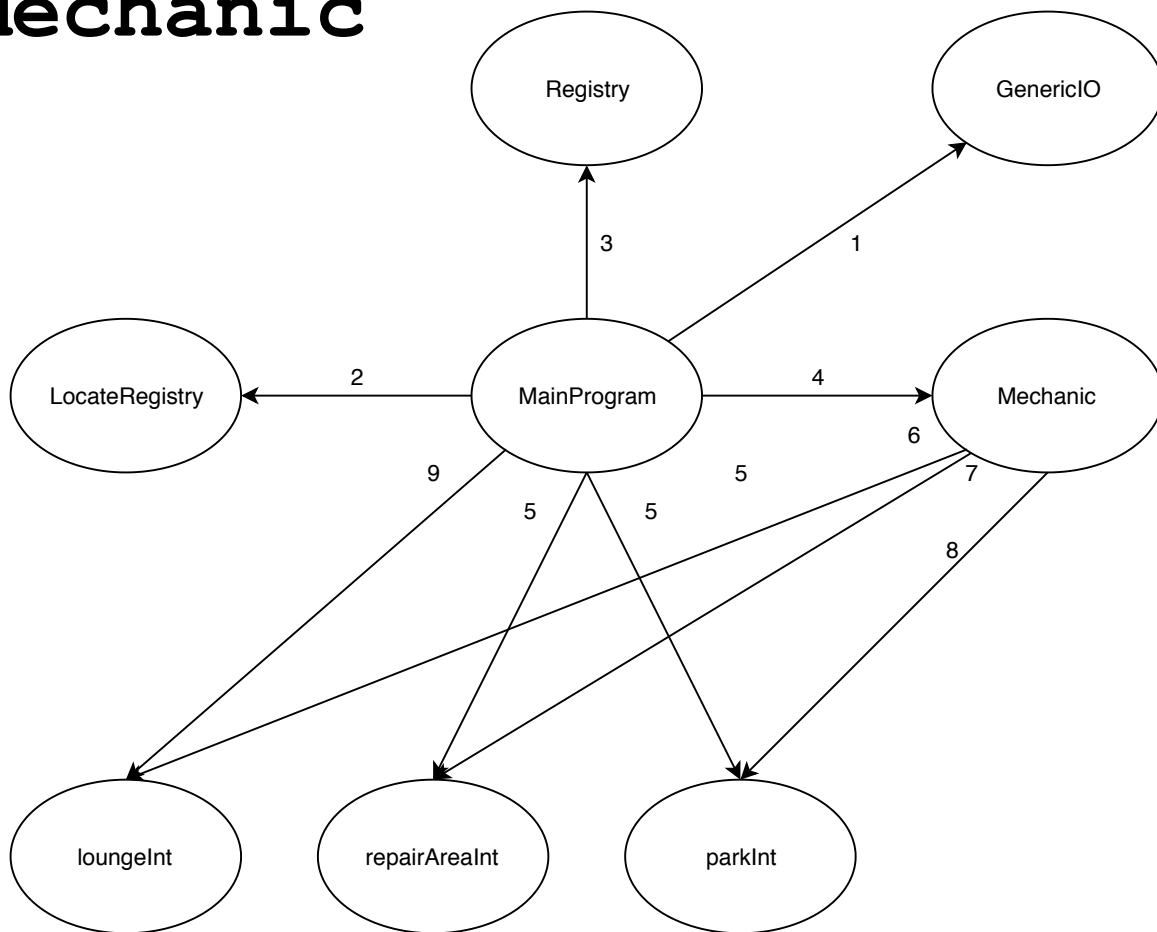 Mechanic
Registry
GenericIO
3
1
LocateRegistry
2
MainProgram
4
Mechanic
6
9
5
7
5
5
8
loungeInt
repairAreaInt
parkInt